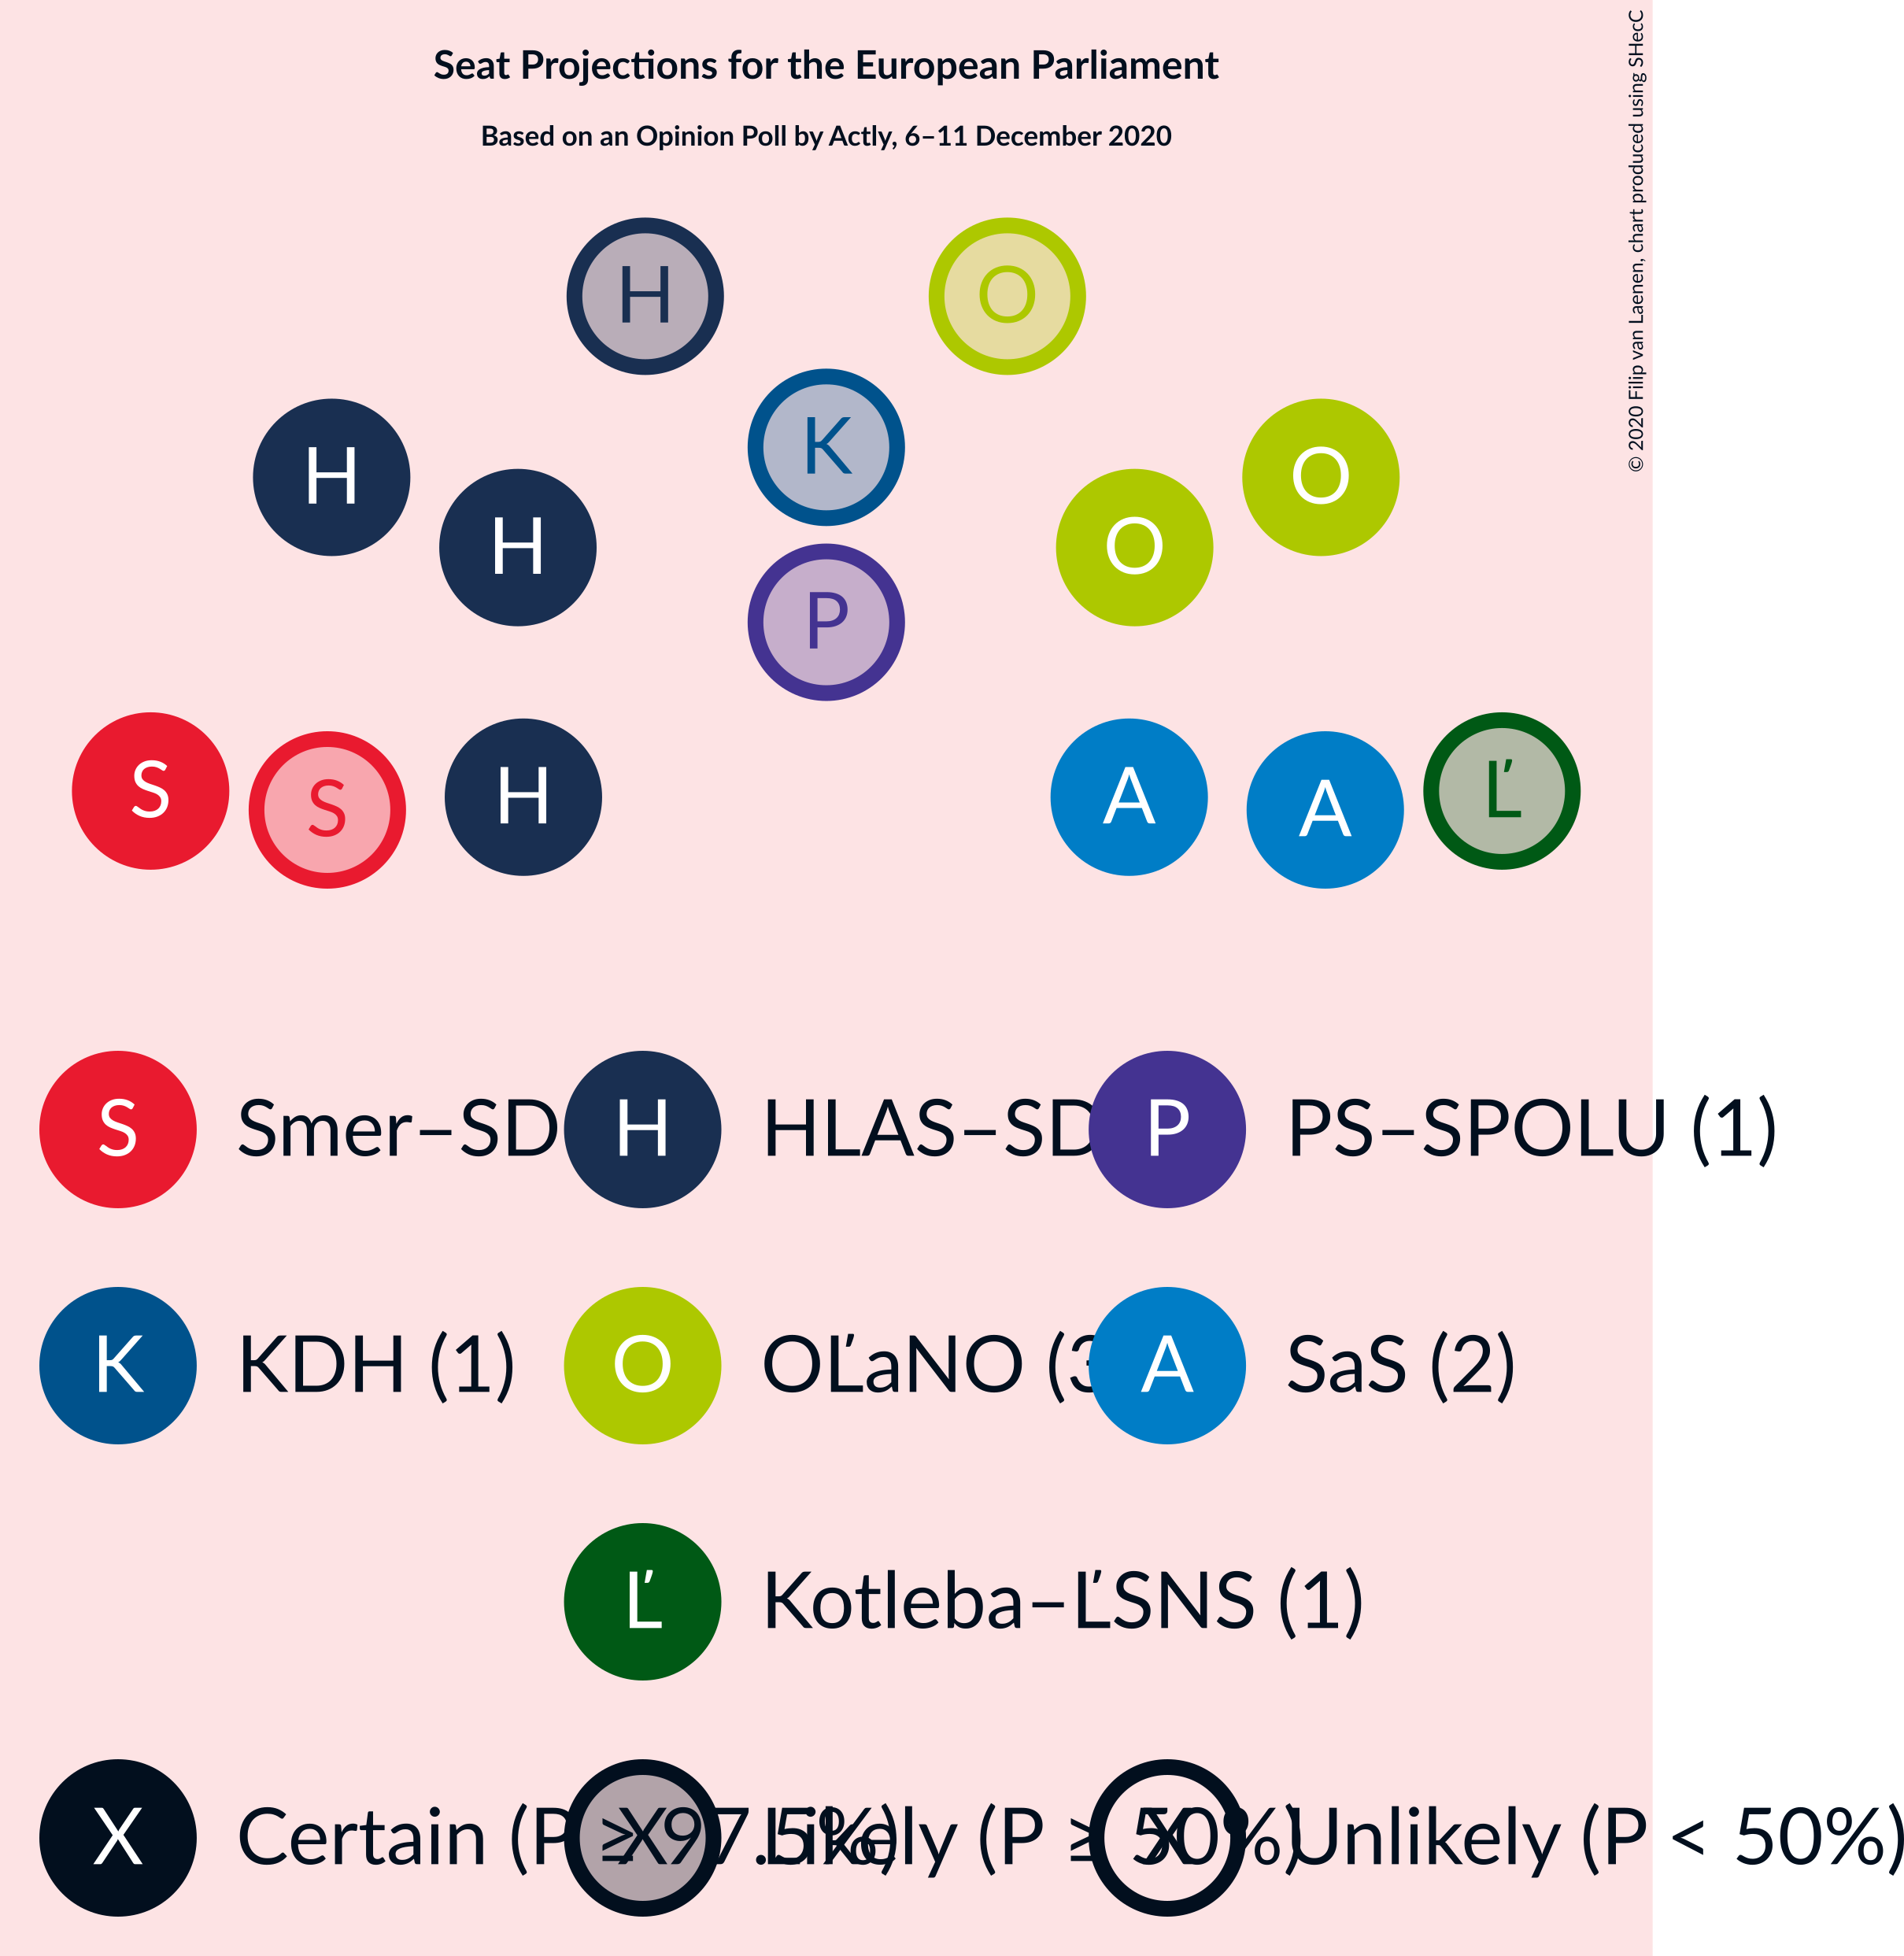 Seat Projections for the European Parliament
Based on an Opinion Poll by Actly, 6–11 December 2020
© 2020 Filip van Laenen, chart produced using SHecC
H O
K
H O
H O
P
S Ľ
H A
S A
S Smer–SD H HLAS–SD P PS–SPOLU (1)
K KDH (1) O OĽaNO (3 A SaS (2)
Ľ Kotleba–ĽSNS (1)
X Certain (P ≥ 97.5%) X Likely (P ≥ 50%) X Unlikely (P < 50%)